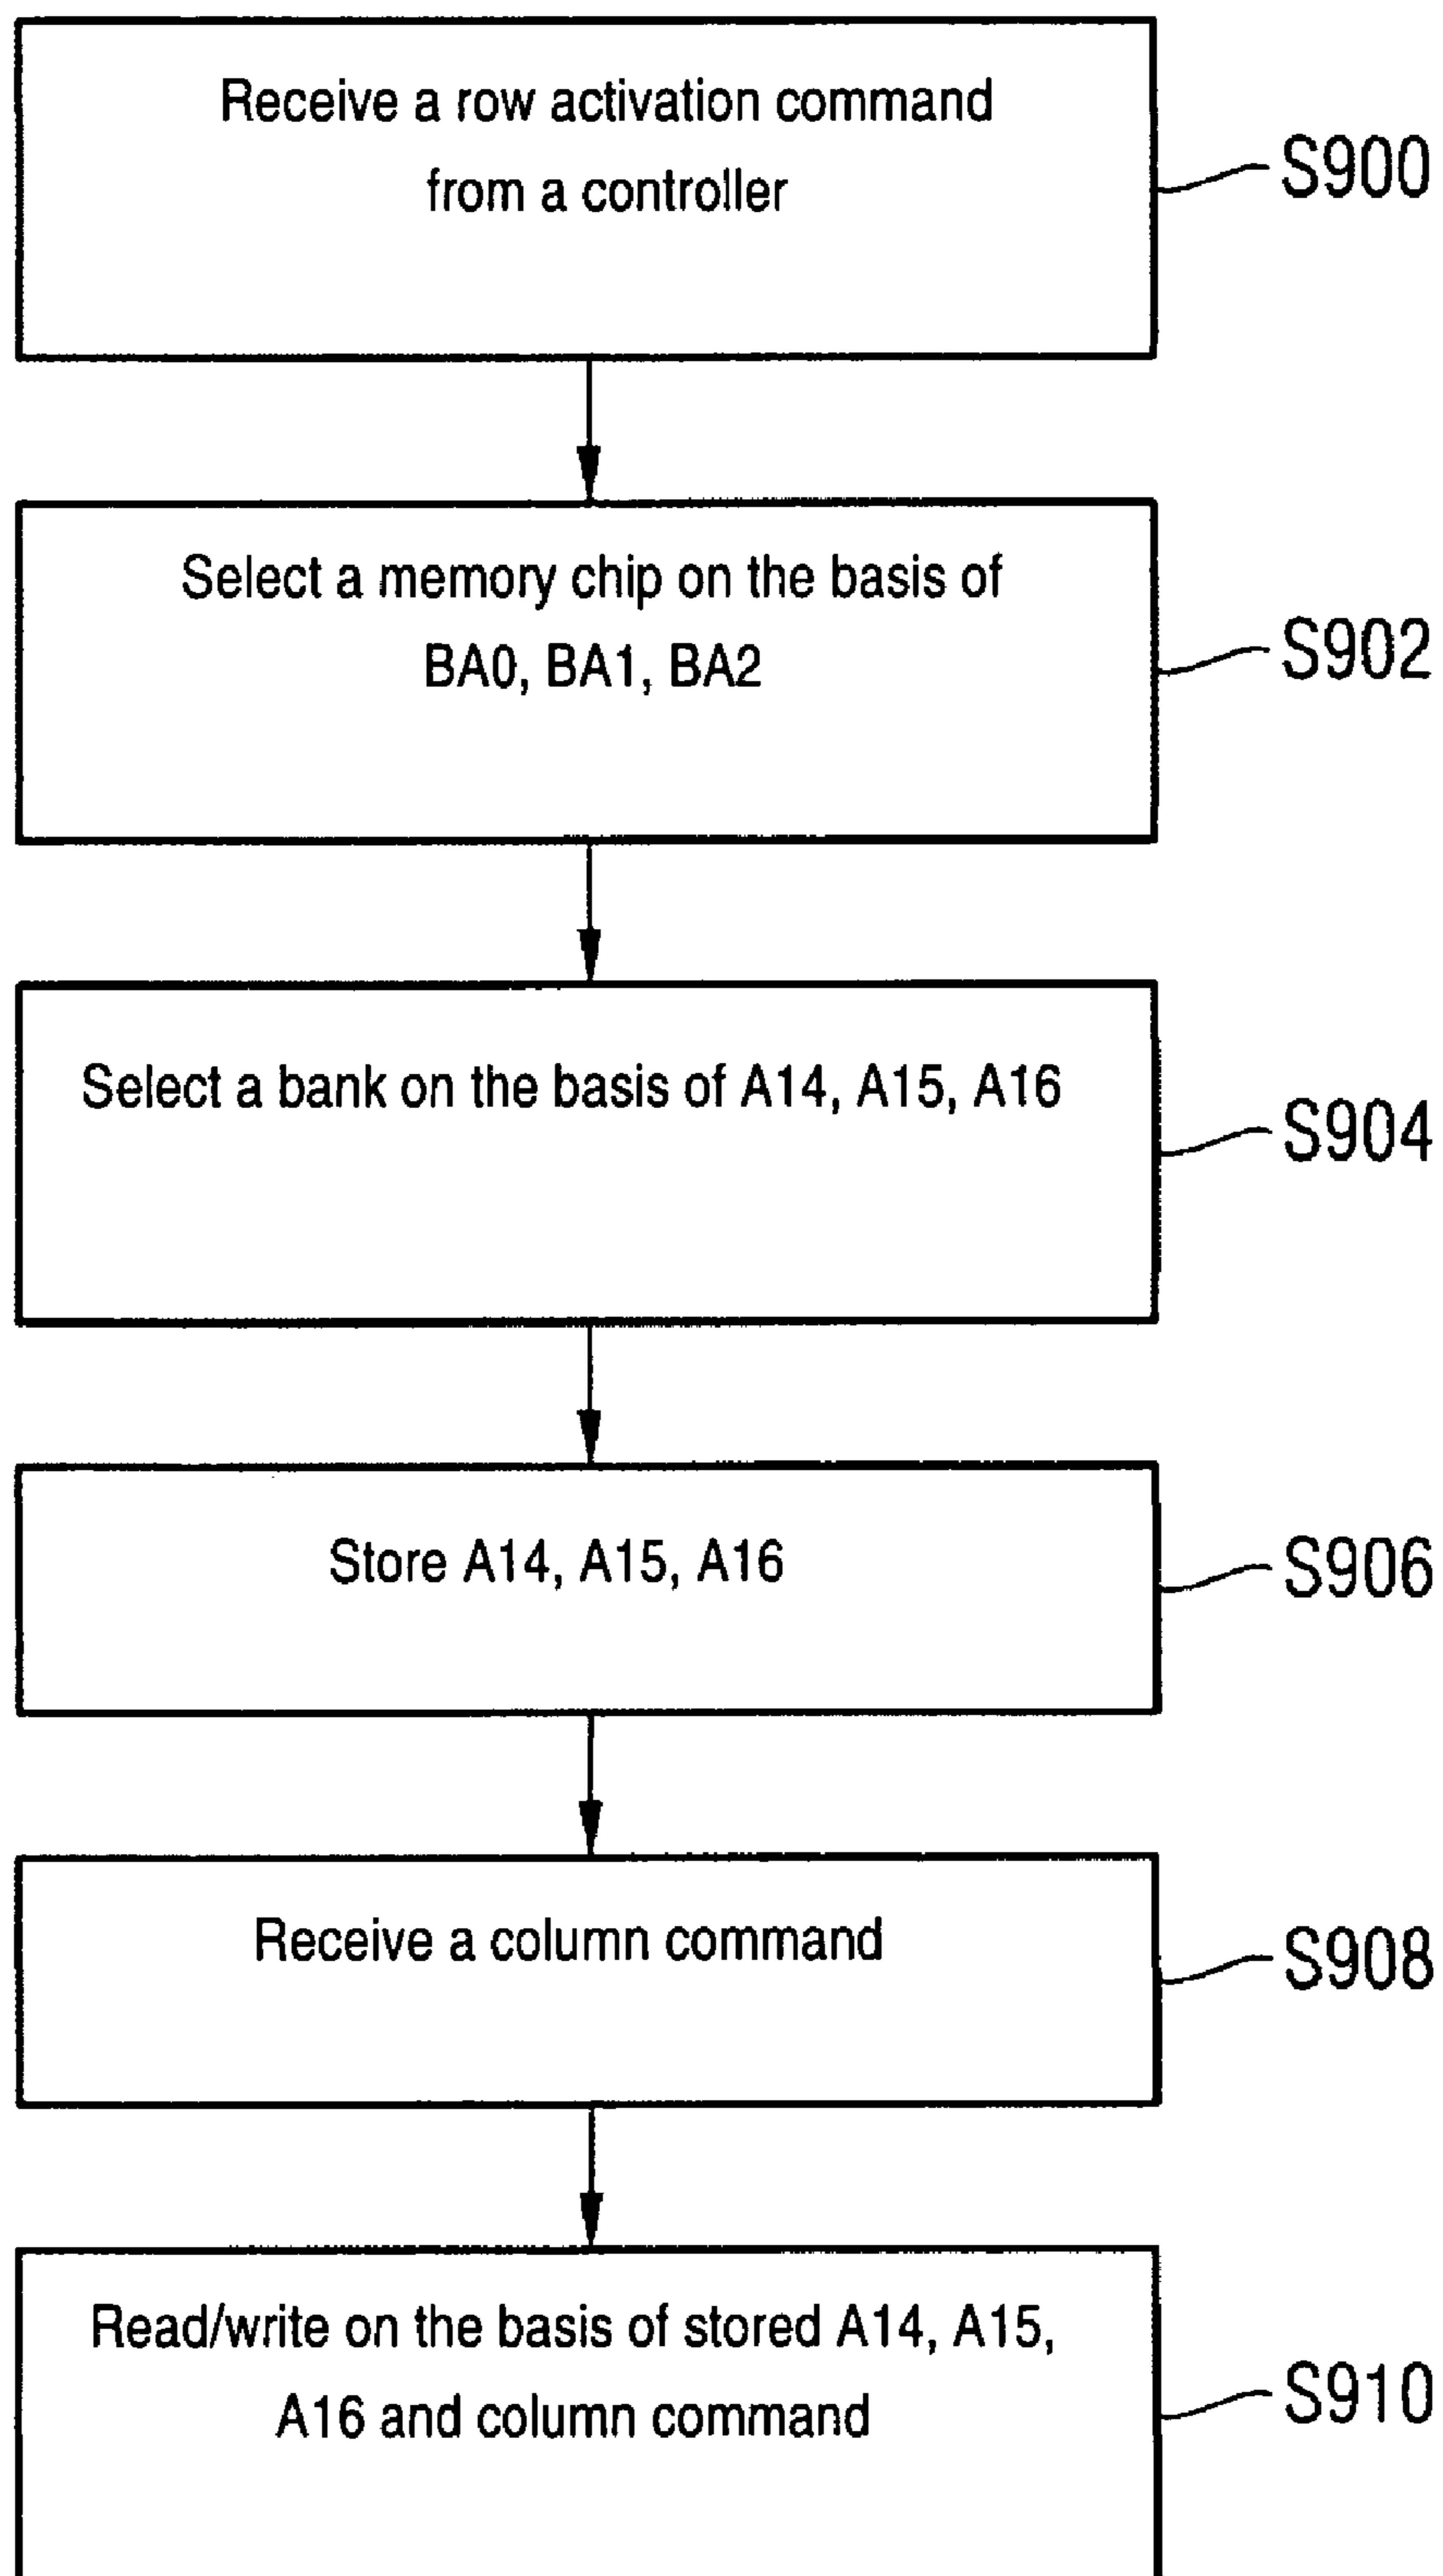 Receive a row activation command
from a controller
S900
Select a memory chip on the basis of
BA0, BA1, BA2
S902
Select a bank on the basis of A14, A15, A16
S904
Store A14, A15, A16
S906
Receive a column command
S908
Read/write on the basis of stored A14, A15,
A16 and column command
S910